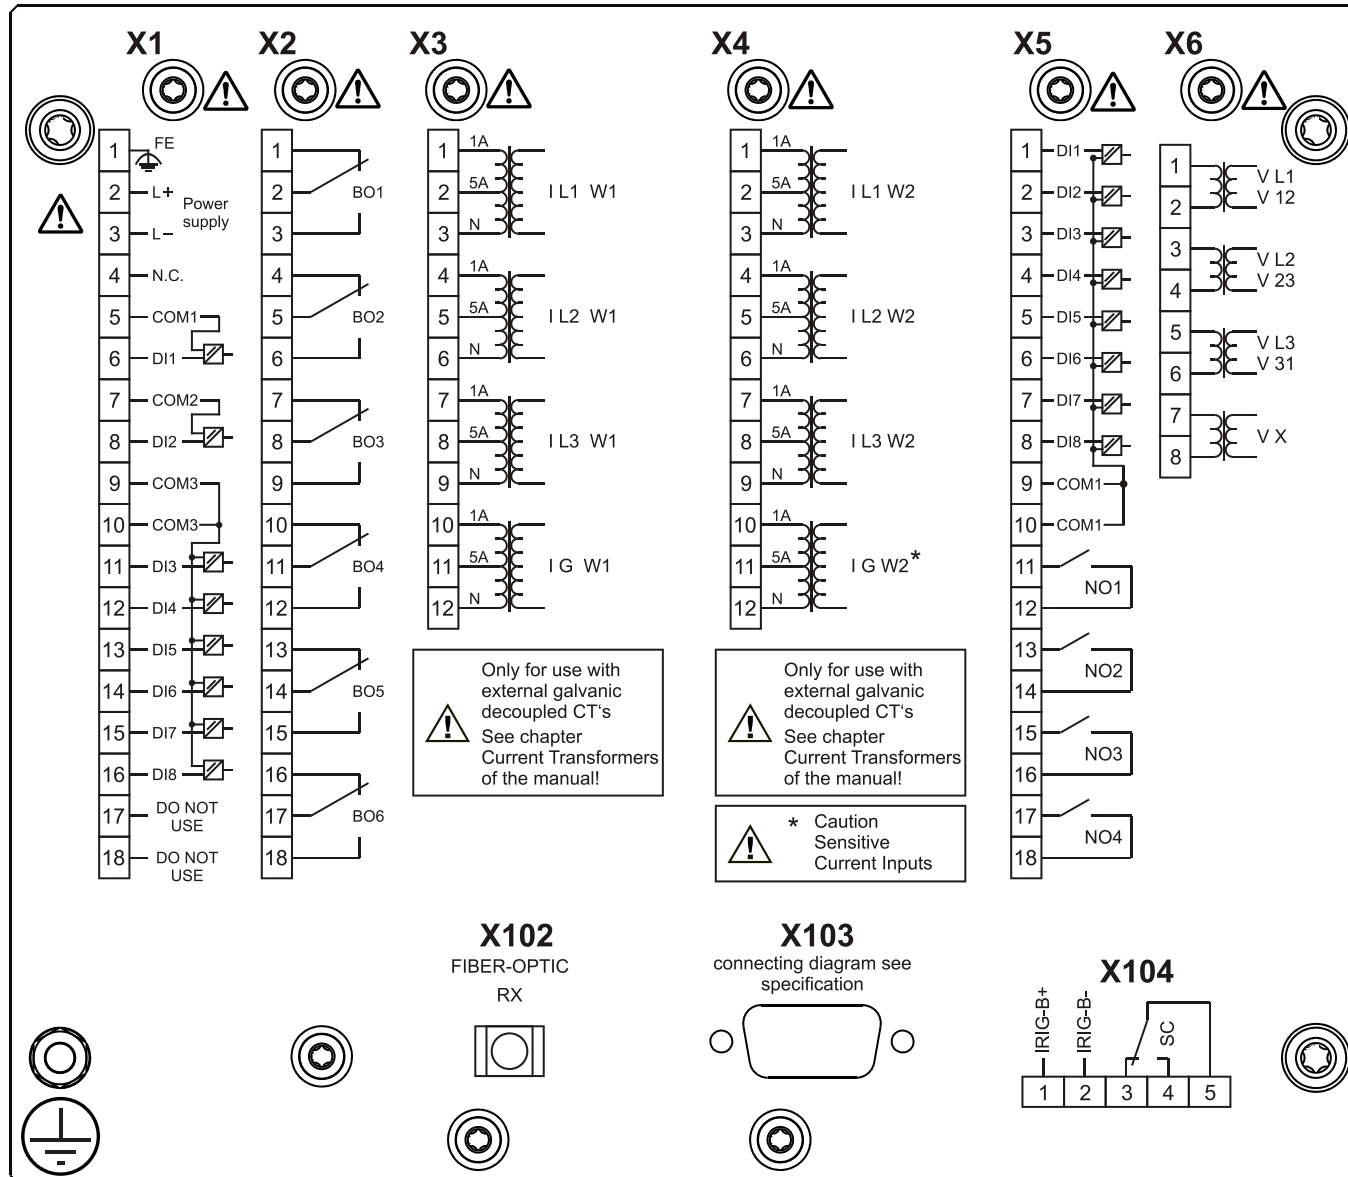 X1
X2
X3
X4
X5
X6
1 FE
2 L+
Power
supply
3 L–
4 N.C.
5 COM1
6 DI1
7 COM2
8 DI2
9 COM3
10 COM3
11 DI3
12 DI4
13 DI5
14 DI6
15 DI7
16 DI8
17 DO NOT
USE
18 DO NOT
USE
1
2 BO1
3
4
5 BO2
6
7
8 BO3
9
10
11 BO4
12
13
14 BO5
15
16
17 BO6
18
1 1A
2 5A I L1 W1
3 N
4 1A
5 5A I L2 W1
6 N
7 1A
8 5A I L3 W1
9 N
10 1A
11 5A I G W1
12 N
Only for use with
external galvanic
decoupled CT‘s
See chapter
Current Transformers
of the manual!
1 1A
2 5A I L1 W2
3 N
4 1A
5 5A I L2 W2
6 N
7 1A
8 5A I L3 W2
9 N
10 1A
11 5A I G W2*
12 N
Only for use with
external galvanic
decoupled CT‘s
See chapter
Current Transformers
of the manual!
* Caution
Sensitive
Current Inputs
1 DI1
2 DI2
3 DI3
4 DI4
5 DI5
6 DI6
7 DI7
8 DI8
9 COM1
10 COM1
11
NO1
12
13
NO2
14
15
NO3
16
17
NO4
18
1 V L1
2 V 12
3 V L2
4 V 23
5 V L3
6 V 31
7
V X
8
X102
FIBER-OPTIC
RX
X103
connecting diagram see
specification
X104
IRIG-B+
IRIG-B-
SC
1 2 3 4 5